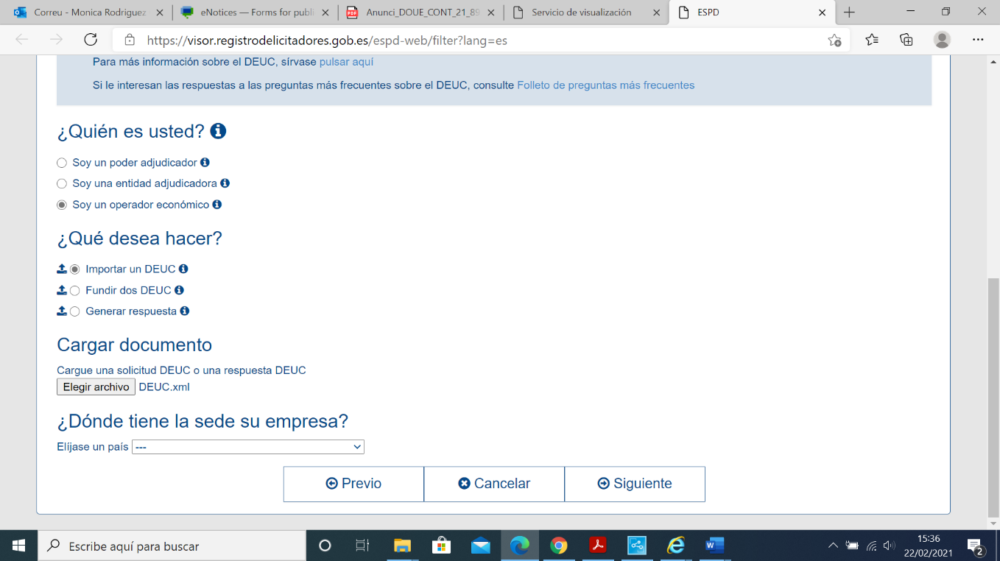 Correu - Monica Rodriguez
eNotices — Forms for publi
Anunci_DOUE_CONT_21_89
Servicio de visualización
ESPD
https://visor.registrodelicitadores.gob.es/espd-web/filter?lang=es
Para más información sobre el DEUC, sírvase pulsar aquí
Si le interesan las respuestas a las preguntas más frecuentes sobre el DEUC, consulte Folleto de preguntas más frecuentes
¿Quién es usted?
Soy un poder adjudicador
Soy una entidad adjudicadora
Soy un operador económico
¿Qué desea hacer?
Importar un DEUC
Fundir dos DEUC
Generar respuesta
Cargar documento
Cargue una solicitud DEUC o una respuesta DEUC
Elegir archivo DEUC.xml
¿Dónde tiene la sede su empresa?
Elíjase un país ---
Previo Cancelar Siguiente
Escribe aquí para buscar
15:36
22/02/2021
2